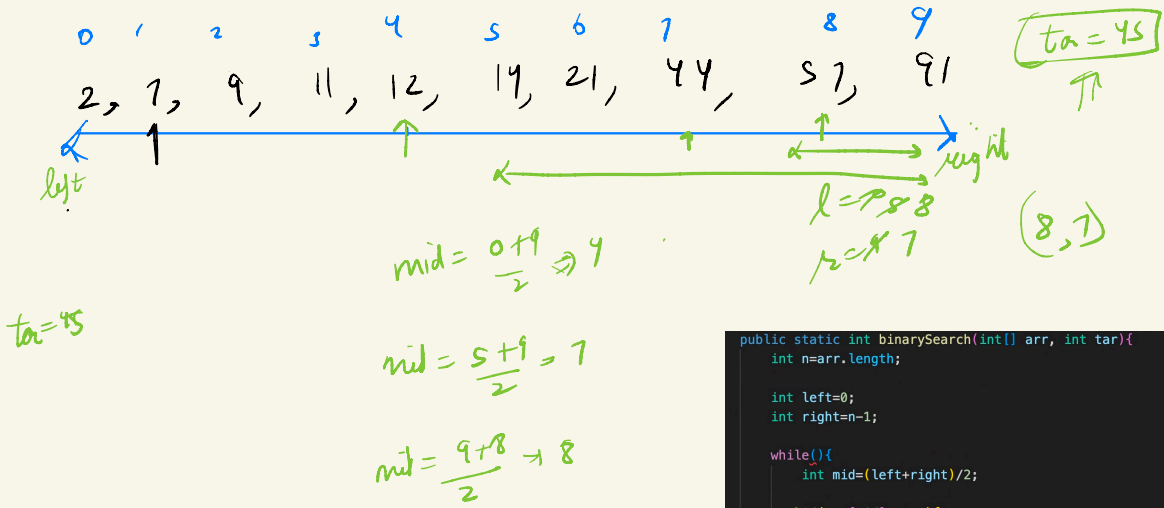 0 1 2 3 4 5 6 7 8 9
2, 7, 9, 11, 12, 14, 21, 44, 57, 91
tar = 45
left
right
l = 8
r = 7
(8,7)
mid = 0+9/2 => 4
tar = 45
mid = 5+9/2 = 7
mid = 9+8/2 → 8
public static int binarySearch(int[] arr, int tar){
int n=arr.length;
int left=0;
int right=n-1;
while(){
int mid=(left+right)/2;